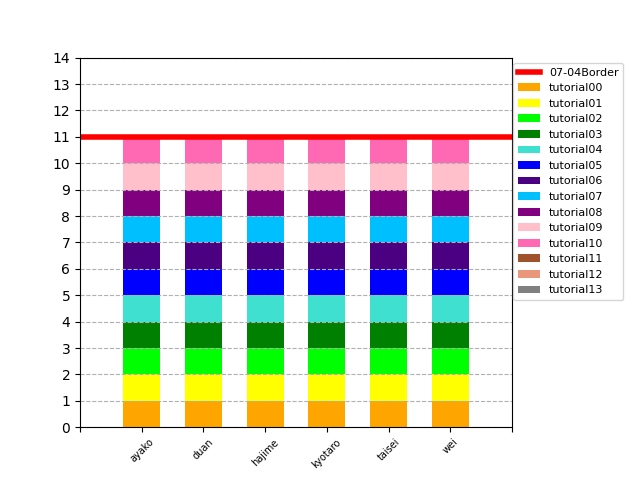 14
13
12
11
10
9
8
7
6
5
4
3
2
1
0
ayako
duan
hajime
kyotaro
taisei
wei
07-04Border
tutorial00
tutorial01
tutorial02
tutorial03
tutorial04
tutorial05
tutorial06
tutorial07
tutorial08
tutorial09
tutorial10
tutorial11
tutorial12
tutorial13